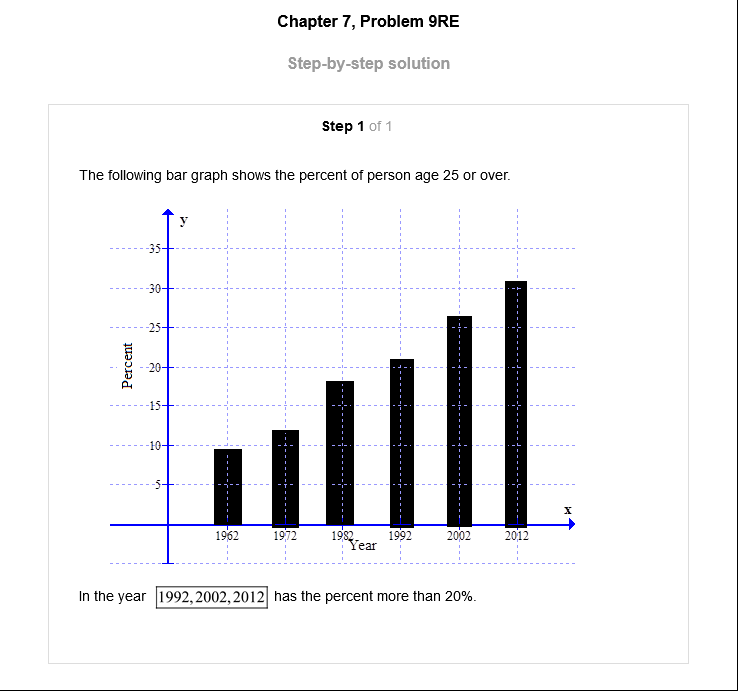 Chapter 7, Problem 9RE
Step-by-step solution
Step 1 of 1
The following bar graph shows the percent of person age 25 or over.
y
35
30
25
20
15
10
5
Percent
x
1962 1972 1982 1992 2002 2012
Year
In the year 1992, 2002, 2012 has the percent more than 20%.